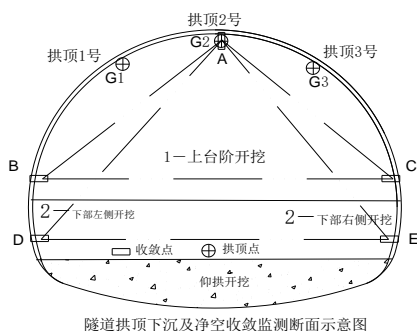 拱顶2号
拱顶1号
G2
拱顶3号
G1
A
G3
B
1－上台阶开挖
C
2－下部左侧开挖
2－下部右侧开挖
D
收敛点
拱顶点
E
仰拱开挖
隧道拱顶下沉及净空收敛监测断面示意图